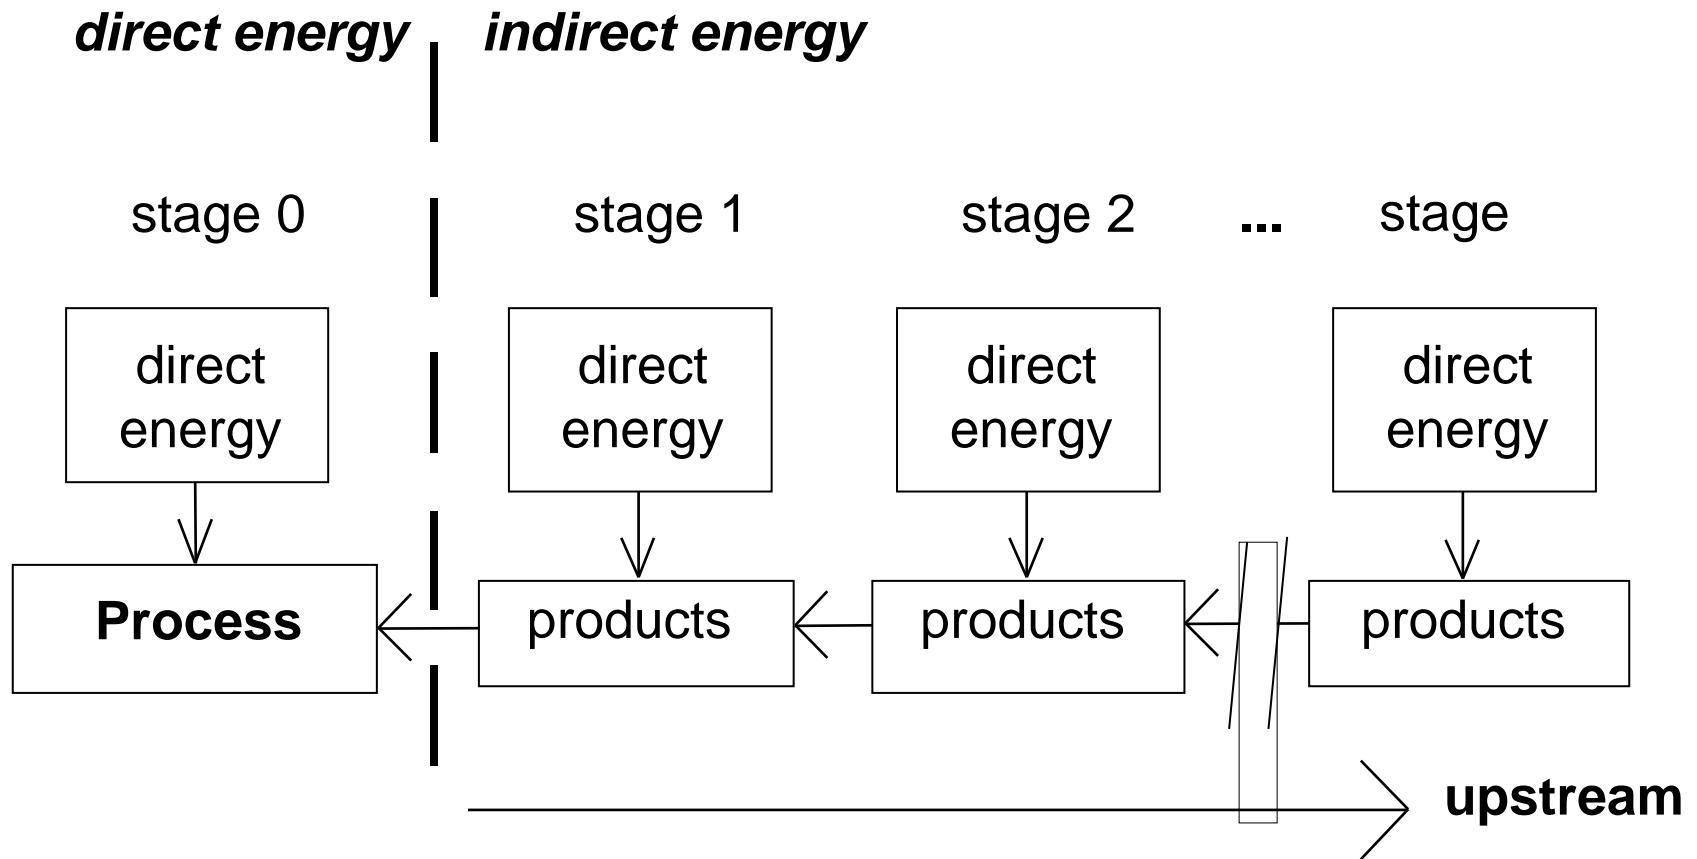 direct energy indirect energy
stage 0 stage 1 stage 2 ... stage
direct direct direct direct
energy energy energy energy
Process products products products
upstream